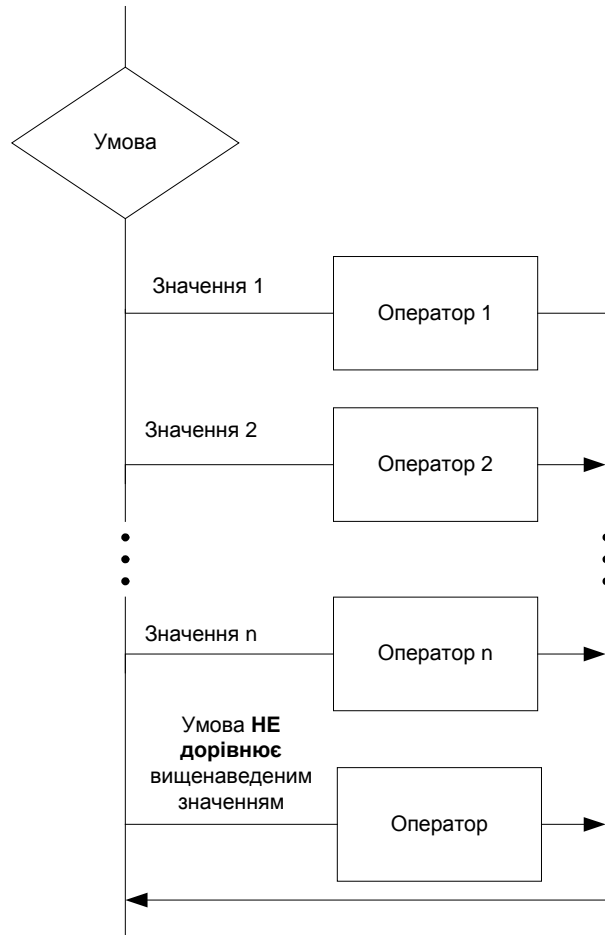 Умова
Значення 1
Оператор 1
Значення 2
Оператор 2
Значення n
Оператор n
Умова НЕ
дорівнює
вищенаведеним
значенням
Оператор